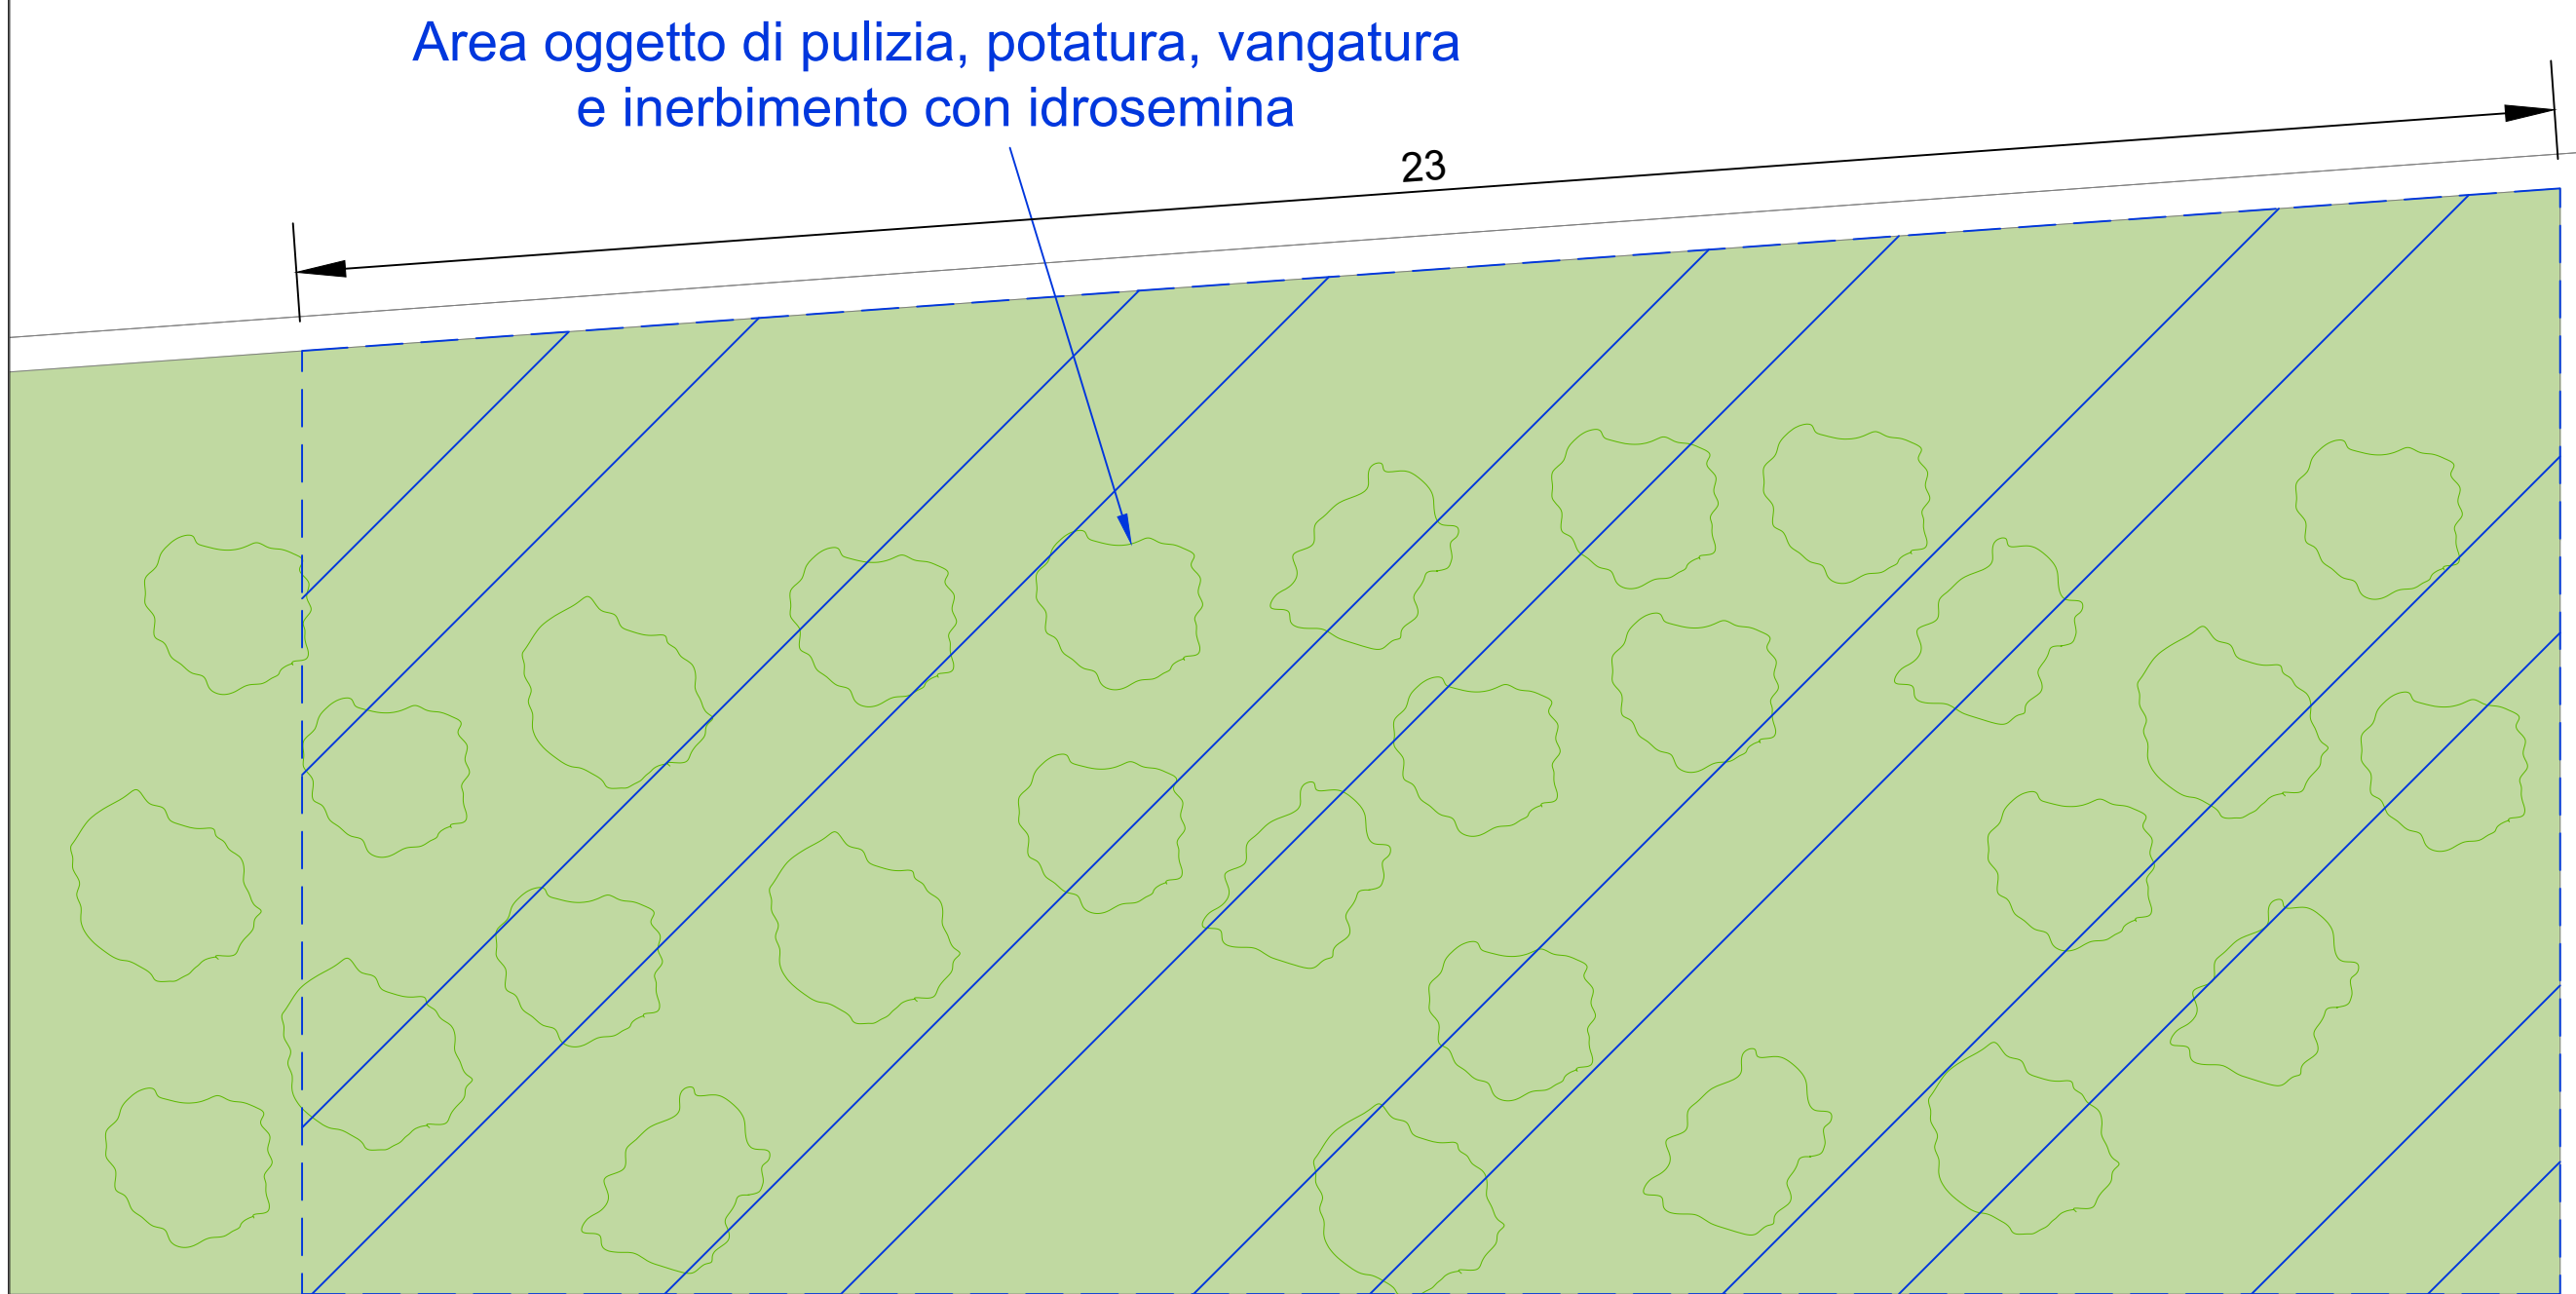 Area oggetto di pulizia, potatura, vangatura
e inerbimento con idrosemina
23